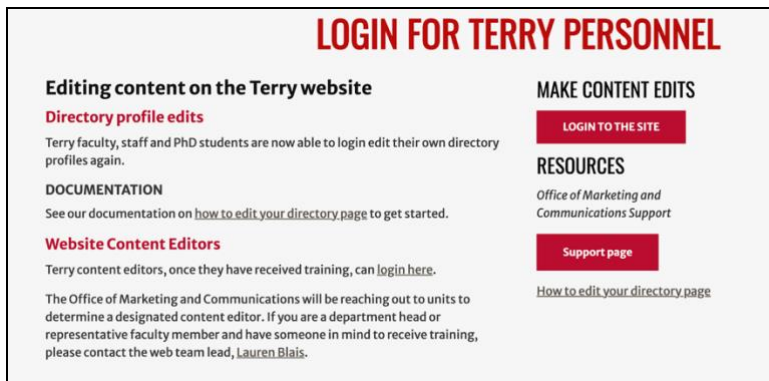 LOGIN FOR TERRY PERSONNEL
Editing content on the Terry website
Directory profile edits
Terry faculty, staff and PhD students are now able to login edit their own directory
profiles again.
DOCUMENTATION
See our documentation on how to edit your directory page to get started.
Website Content Editors
Terry content editors, once they have received training, can login here.
The Office of Marketing and Communications will be reaching out to units to
determine a designated content editor. If you are a department head or
representative faculty member and have someone in mind to receive training,
please contact the web team lead, Lauren Blais.
MAKE CONTENT EDITS
LOGIN TO THE SITE
RESOURCES
Office of Marketing and
Communications Support
Support page
How to edit your directory page